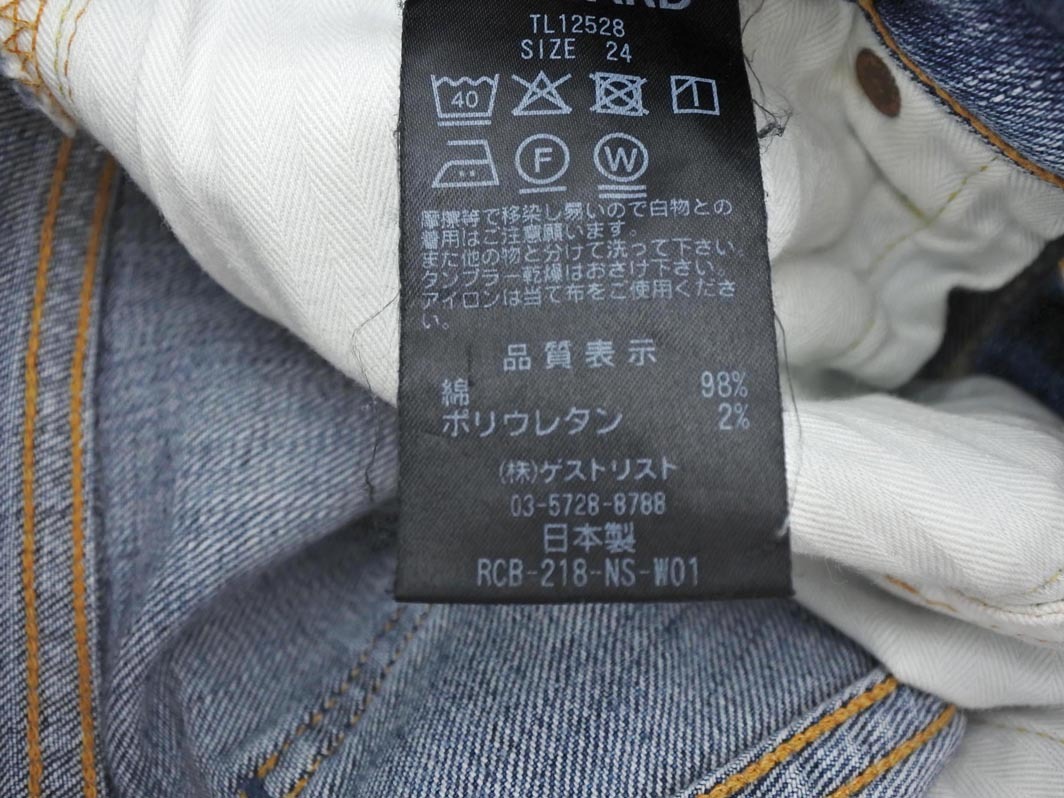 TL12528
SIZE 24
40
F W
摩擦等で移染し易いので白物との
着用はご注意願います。
また他の物と分けて洗って下さい
タンブラー乾燥はおさけ下さい。
アイロンは当て布をご使用くださ
い。
品質表示
綿 98%
ポリウレタン 2%
(株)ゲストリスト
03-5728-8788
日本製
RCB-218-NS-W01